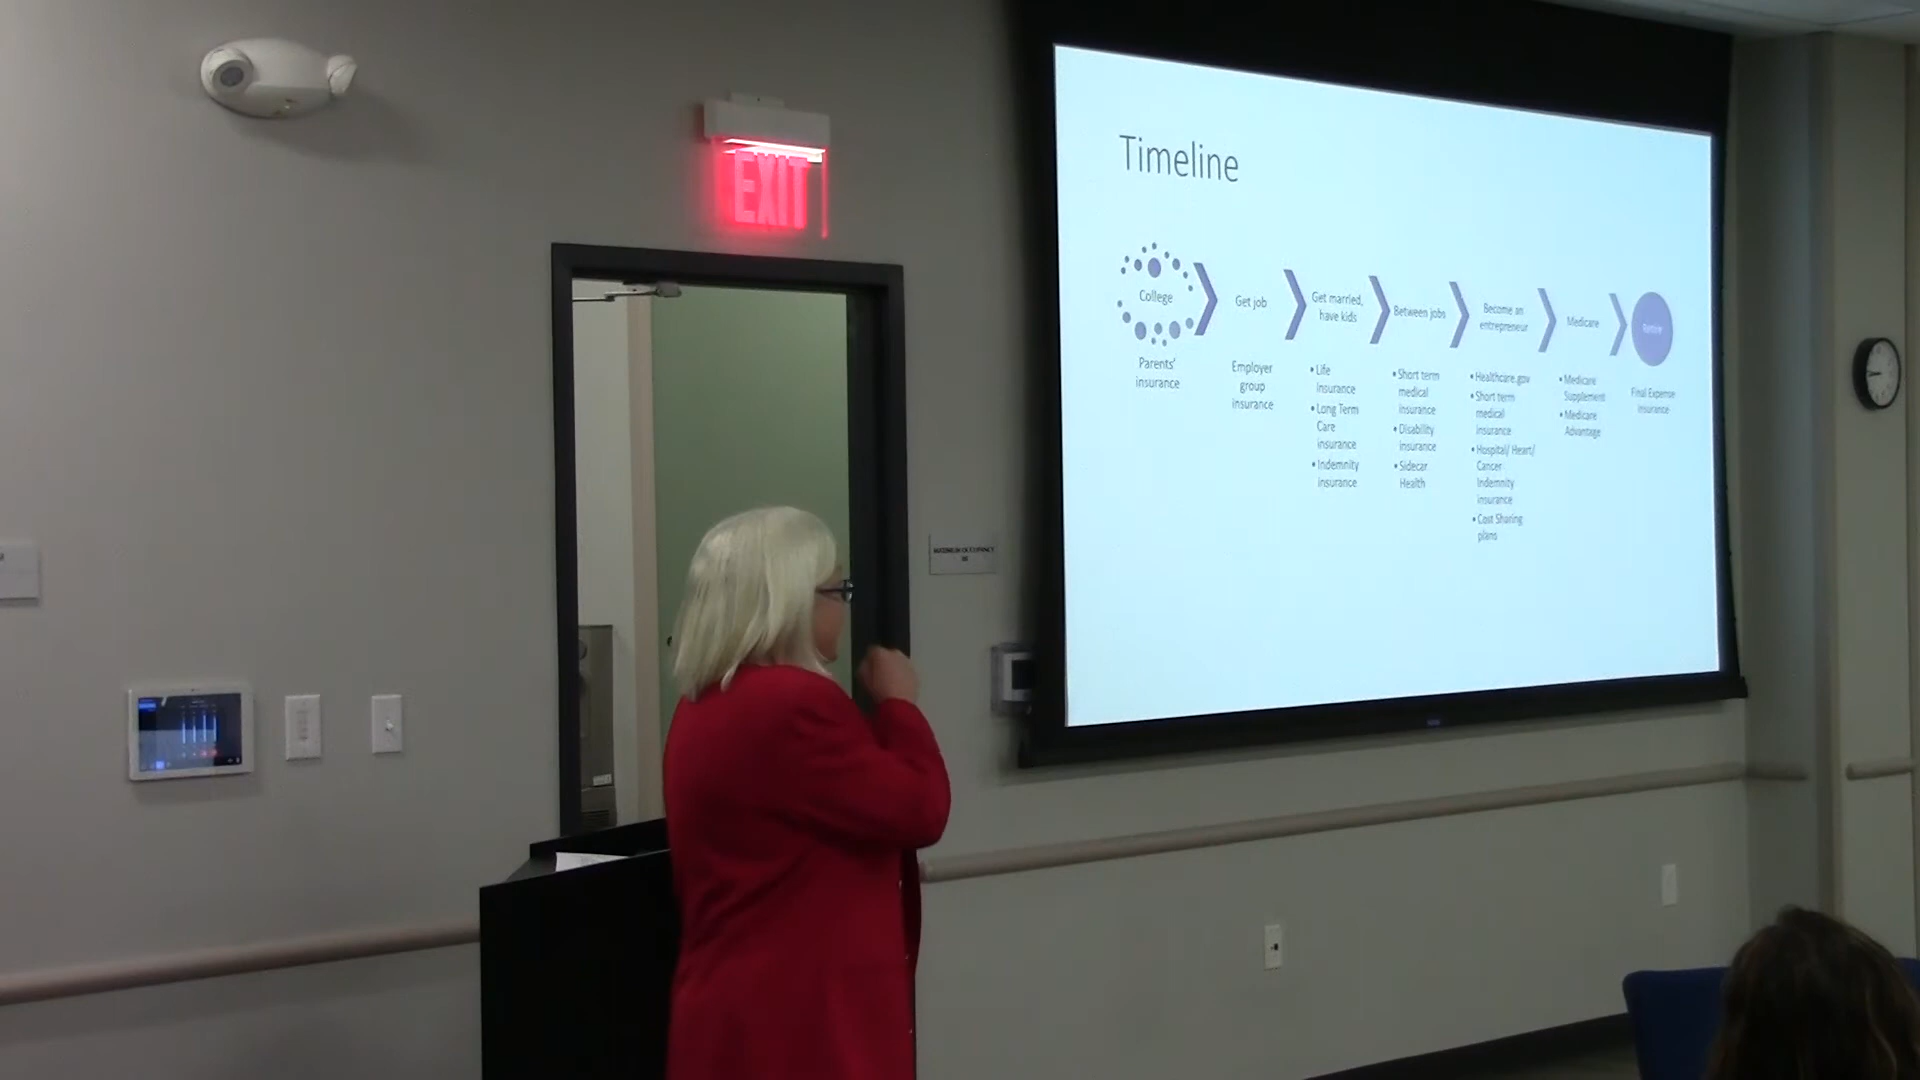 EXIT
Timeline
College
Get job
Get married,
have kids
Between jobs
Become an
entrepreneur
Medicare
Retire
Parents'
insurance
Employer
group
insurance
• Life
insurance
• Long Term
Care
insurance
• Indemnity
insurance
• Short term
medical
insurance
• Disability
insurance
• Sidecar
Health
• Healthcare.gov
• Short term
medical
insurance
• Hospital/ Heart/
Cancer
Indemnity
insurance
• Cost Sharing
plans
• Medicare
Supplement
• Medicare
Advantage
Final Expense
insurance
MAXIMUM OCCUPANCY